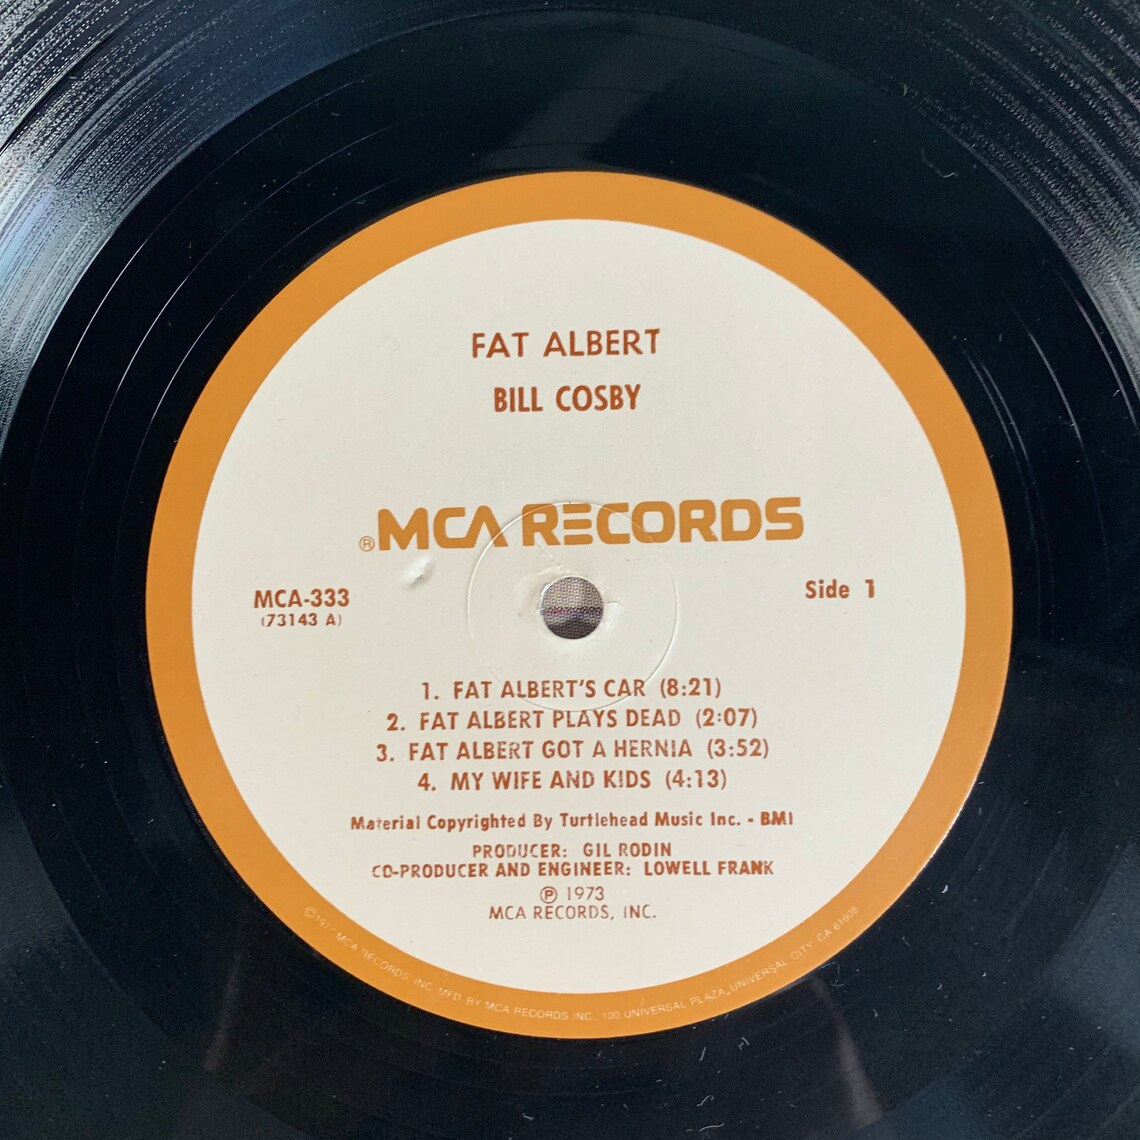 FAT ALBERT
BILL COSBY
®MCA RECORDS
MCA-333
(73143 A)
Side 1
1. FAT ALBERT'S CAR (8:21)
2. FAT ALBERT PLAYS DEAD (2:07)
3. FAT ALBERT GOT A HERNIA (3:52)
4. MY WIFE AND KIDS (4:13)
Material Copyrighted By Turtlehead Music Inc. - BMI
PRODUCER: GIL RODIN
CO-PRODUCER AND ENGINEER: LOWELL FRANK
℗ 1973
MCA RECORDS, INC.
MCA RECORDS INC. MFD BY MCA RECORDS INC. 100 UNIVERSAL PLAZA, UNIVERSAL CITY, CA 91608